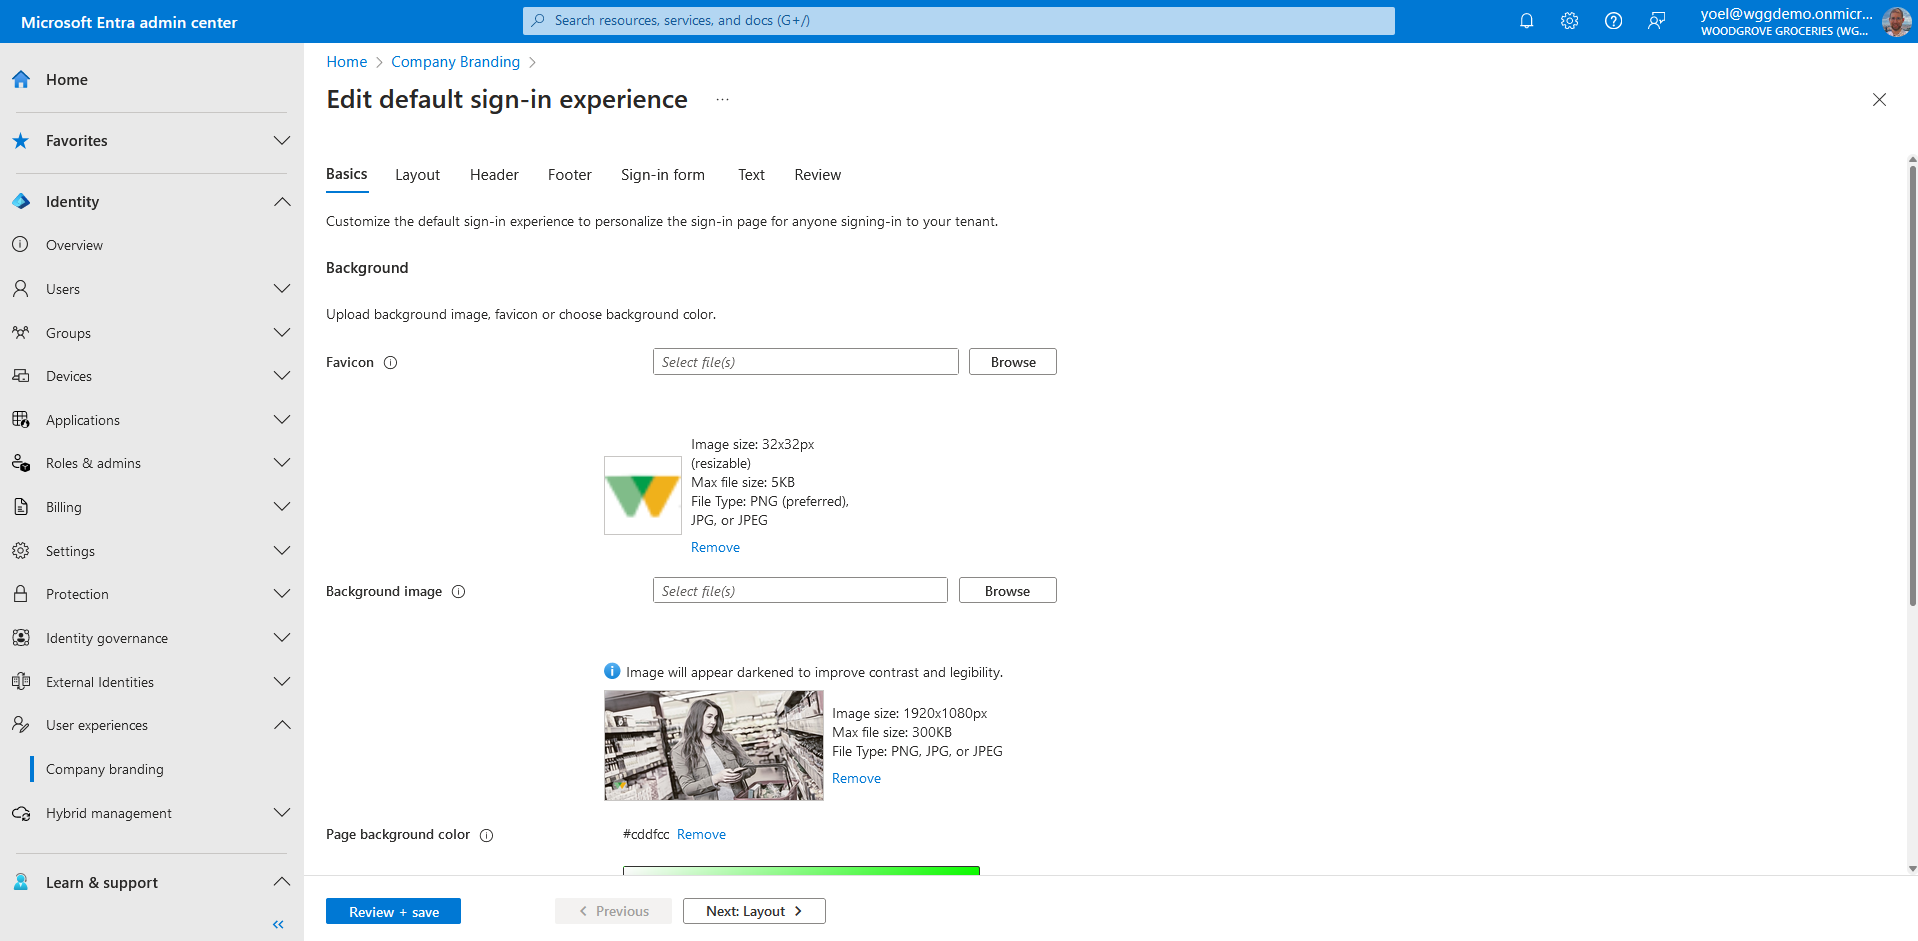 Microsoft Entra admin center
Search resources, services, and docs (G+/)
yoel@wggdemo.onmicr...
WOODGROVE GROCERIES (WG...
Home
Favorites
Identity
Overview
Users
Groups
Devices
Applications
Roles & admins
Billing
Settings
Protection
Identity governance
External Identities
User experiences
Company branding
Hybrid management
Learn & support
Home > Company Branding >
Edit default sign-in experience ...
Basics Layout Header Footer Sign-in form Text Review
Customize the default sign-in experience to personalize the sign-in page for anyone signing-in to your tenant.
Background
Upload background image, favicon or choose background color.
Favicon Select file(s) Browse
Image size: 32x32px
(resizable)
Max file size: 5KB
File Type: PNG (preferred),
JPG, or JPEG
Remove
Background image Select file(s) Browse
Image will appear darkened to improve contrast and legibility.
Image size: 1920x1080px
Max file size: 300KB
File Type: PNG, JPG, or JPEG
Remove
Page background color #cddfcc Remove
Review + save < Previous Next: Layout >